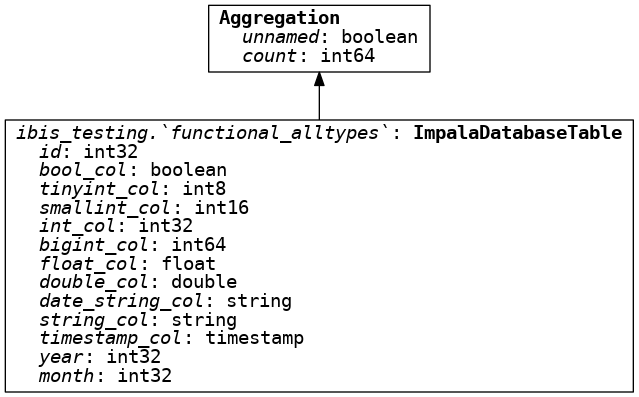 Aggregation
unnamed: boolean
count: int64
ibis_testing.`functional_alltypes`: ImpalaDatabaseTable
id: int32
bool_col: boolean
tinyint_col: int8
smallint_col: int16
int_col: int32
bigint_col: int64
float_col: float
double_col: double
date_string_col: string
string_col: string
timestamp_col: timestamp
year: int32
month: int32